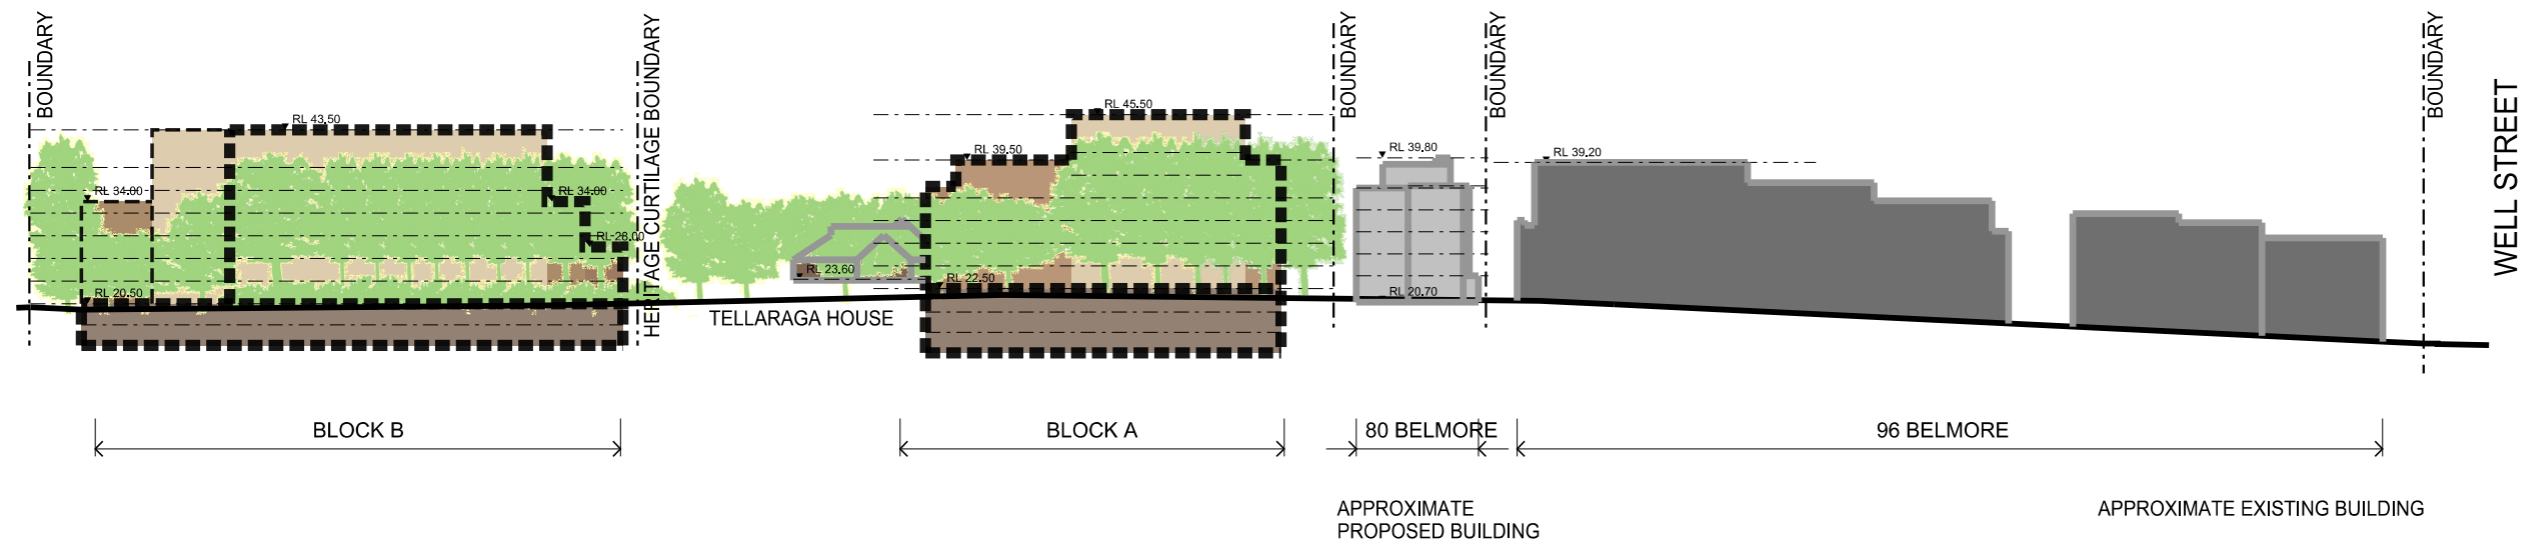 BOUNDARY
HERITAGE CURTILAGE BOUNDARY
BOUNDARY
BOUNDARY
BOUNDARY
WELL STREET
RL 43.50
RL 34.00
RL 34.00
RL 28.00
RL 20.50
RL 45.50
RL 39.50
RL 23.60
RL 22.50
RL 39.80
RL 20.70
RL 39.20
TELLARAGA HOUSE
BLOCK B
BLOCK A
80 BELMORE
96 BELMORE
APPROXIMATE
PROPOSED BUILDING
APPROXIMATE EXISTING BUILDING